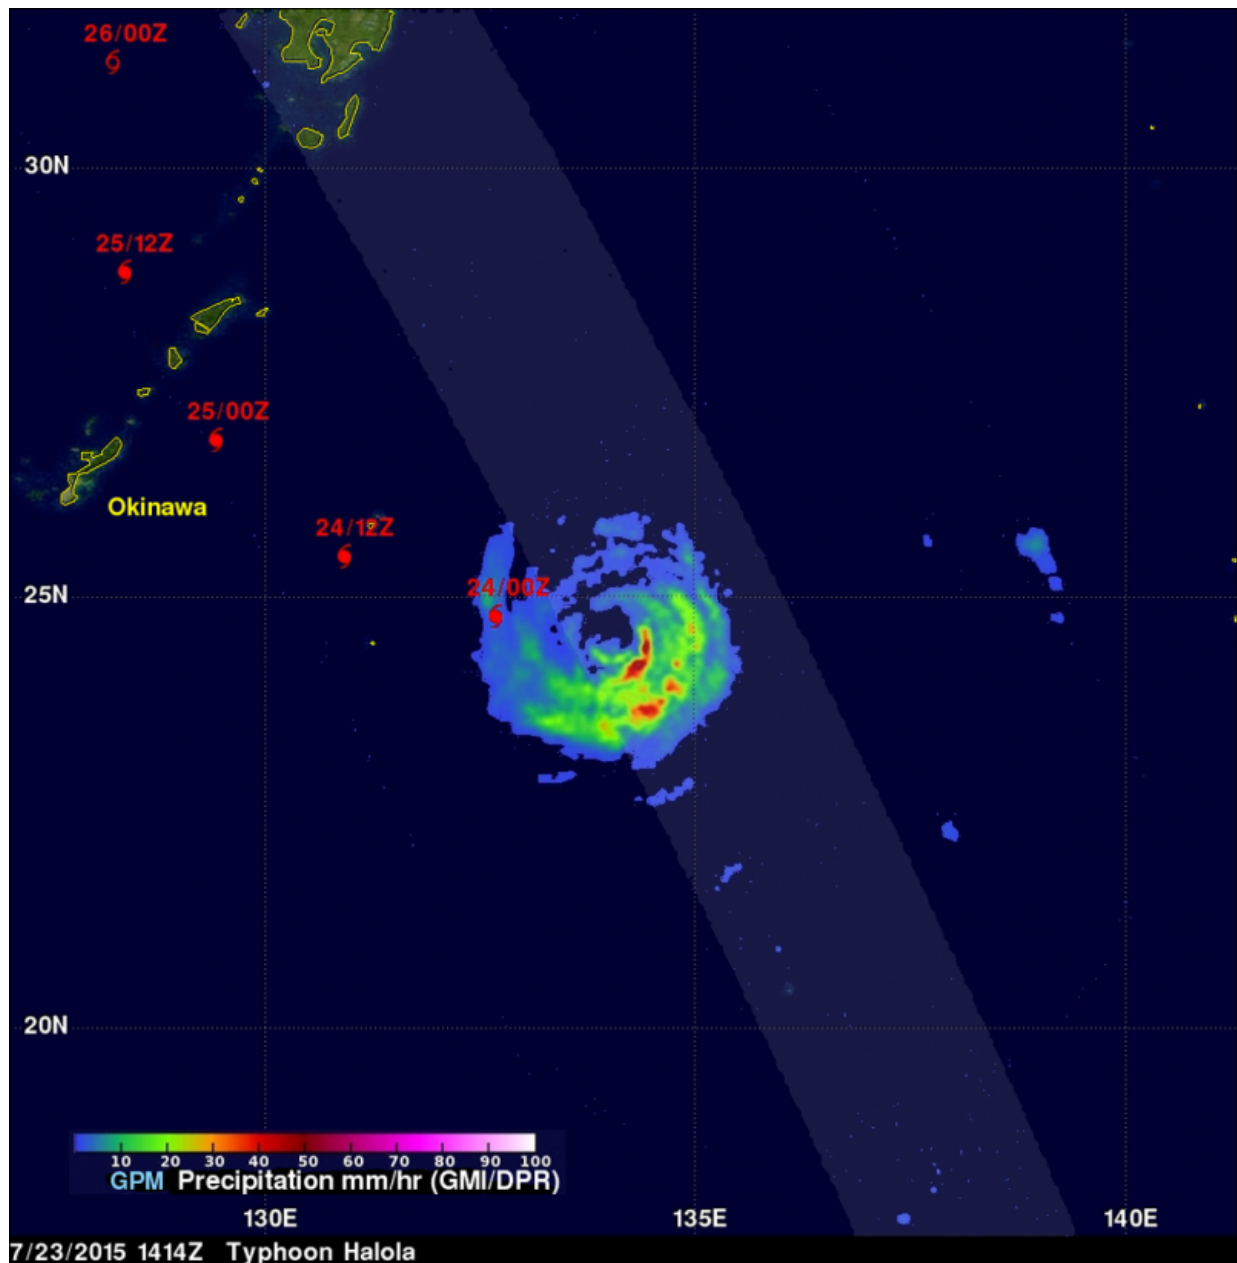 26/00Z
30N
25/12Z
25/00Z
Okinawa
24/12Z
24/00Z
25N
20N
10 20 30 40 50 60 70 80 90 100
GPM Precipitation mm/hr (GMI/DPR)
130E 135E 140E
7/23/2015 1414Z Typhoon Halola